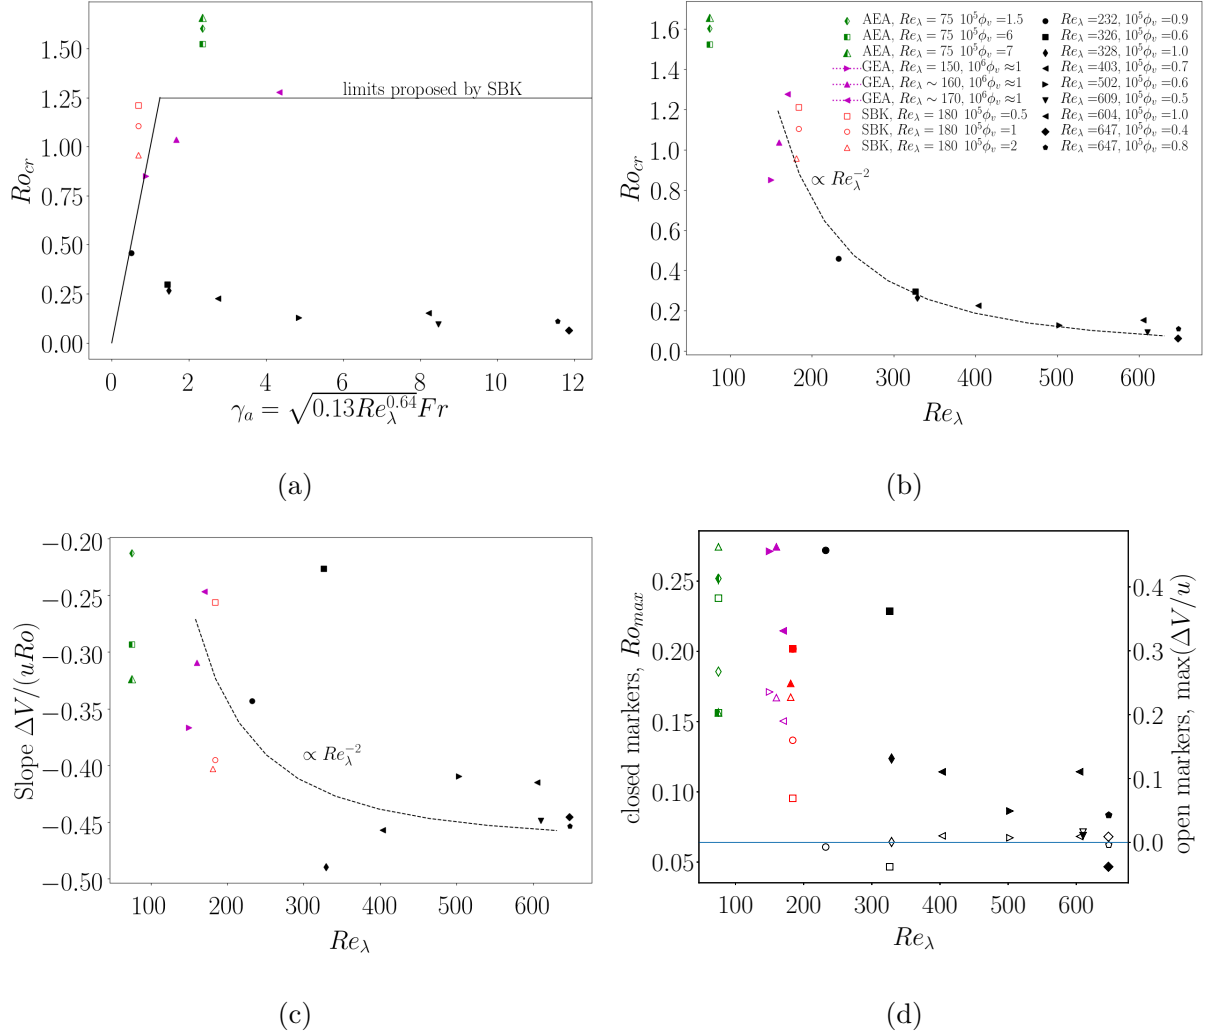 1.50
1.25
1.00
0.75
0.50
0.25
0.00
Ro_cr
limits proposed by SBK
0 2 4 6 8 10 12
γ_a = √(0.13Re_λ^0.64) Fr
(a)
1.6
1.4
1.2
1.0
0.8
0.6
0.4
0.2
0.0
Ro_cr
AEA, Re_λ = 75 10^5ϕ_v =1.5
AEA, Re_λ = 75 10^5ϕ_v =6
AEA, Re_λ = 75 10^5ϕ_v =7
GEA, Re_λ = 150, 10^6ϕ_v ≈1
GEA, Re_λ ∼ 160, 10^6ϕ_v ≈1
GEA, Re_λ ∼ 170, 10^6ϕ_v ≈1
SBK, Re_λ = 180 10^5ϕ_v =0.5
SBK, Re_λ = 180 10^5ϕ_v =1
SBK, Re_λ = 180 10^5ϕ_v =2
Re_λ =232, 10^5ϕ_v =0.9
Re_λ =326, 10^5ϕ_v =0.6
Re_λ =328, 10^5ϕ_v =1.0
Re_λ =403, 10^5ϕ_v =0.7
Re_λ =502, 10^5ϕ_v =0.6
Re_λ =609, 10^5ϕ_v =0.5
Re_λ =604, 10^5ϕ_v =1.0
Re_λ =647, 10^5ϕ_v =0.4
Re_λ =647, 10^5ϕ_v =0.8
∝ Re_λ^−2
100 200 300 400 500 600
Re_λ
(b)
−0.20
−0.25
−0.30
−0.35
−0.40
−0.45
−0.50
Slope ΔV/(uRo)
∝ Re_λ^−2
100 200 300 400 500 600
Re_λ
(c)
0.25
0.20
0.15
0.10
0.05
closed markers, Ro_max
0.4
0.3
0.2
0.1
0.0
open markers, max(ΔV/u)
100 200 300 400 500 600
Re_λ
(d)